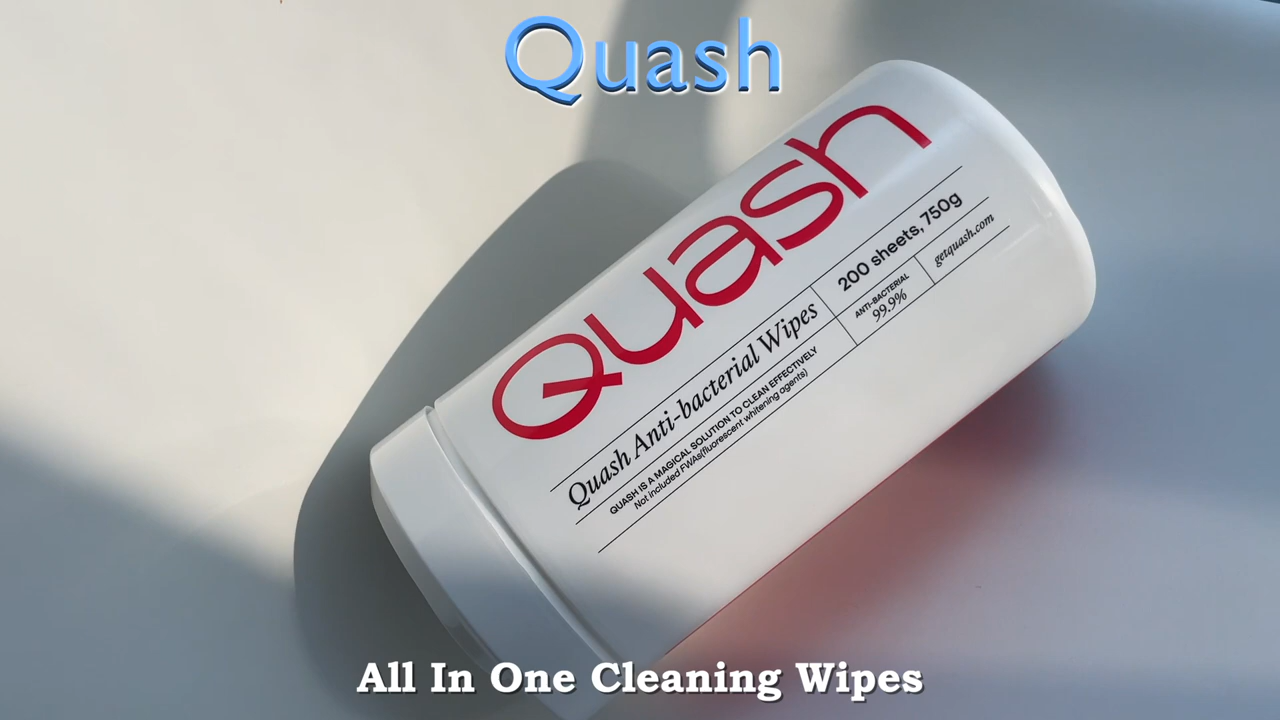 Quash
Quash
200 sheets, 750g
Quash Anti-bacterial Wipes
ANTI-BACTERIAL
99.9%
getquash.com
QUASH IS A MAGICAL SOLUTION TO CLEAN EFFECTIVELY
Not included FWAs(fluorescent whitening agents)
All In One Cleaning Wipes